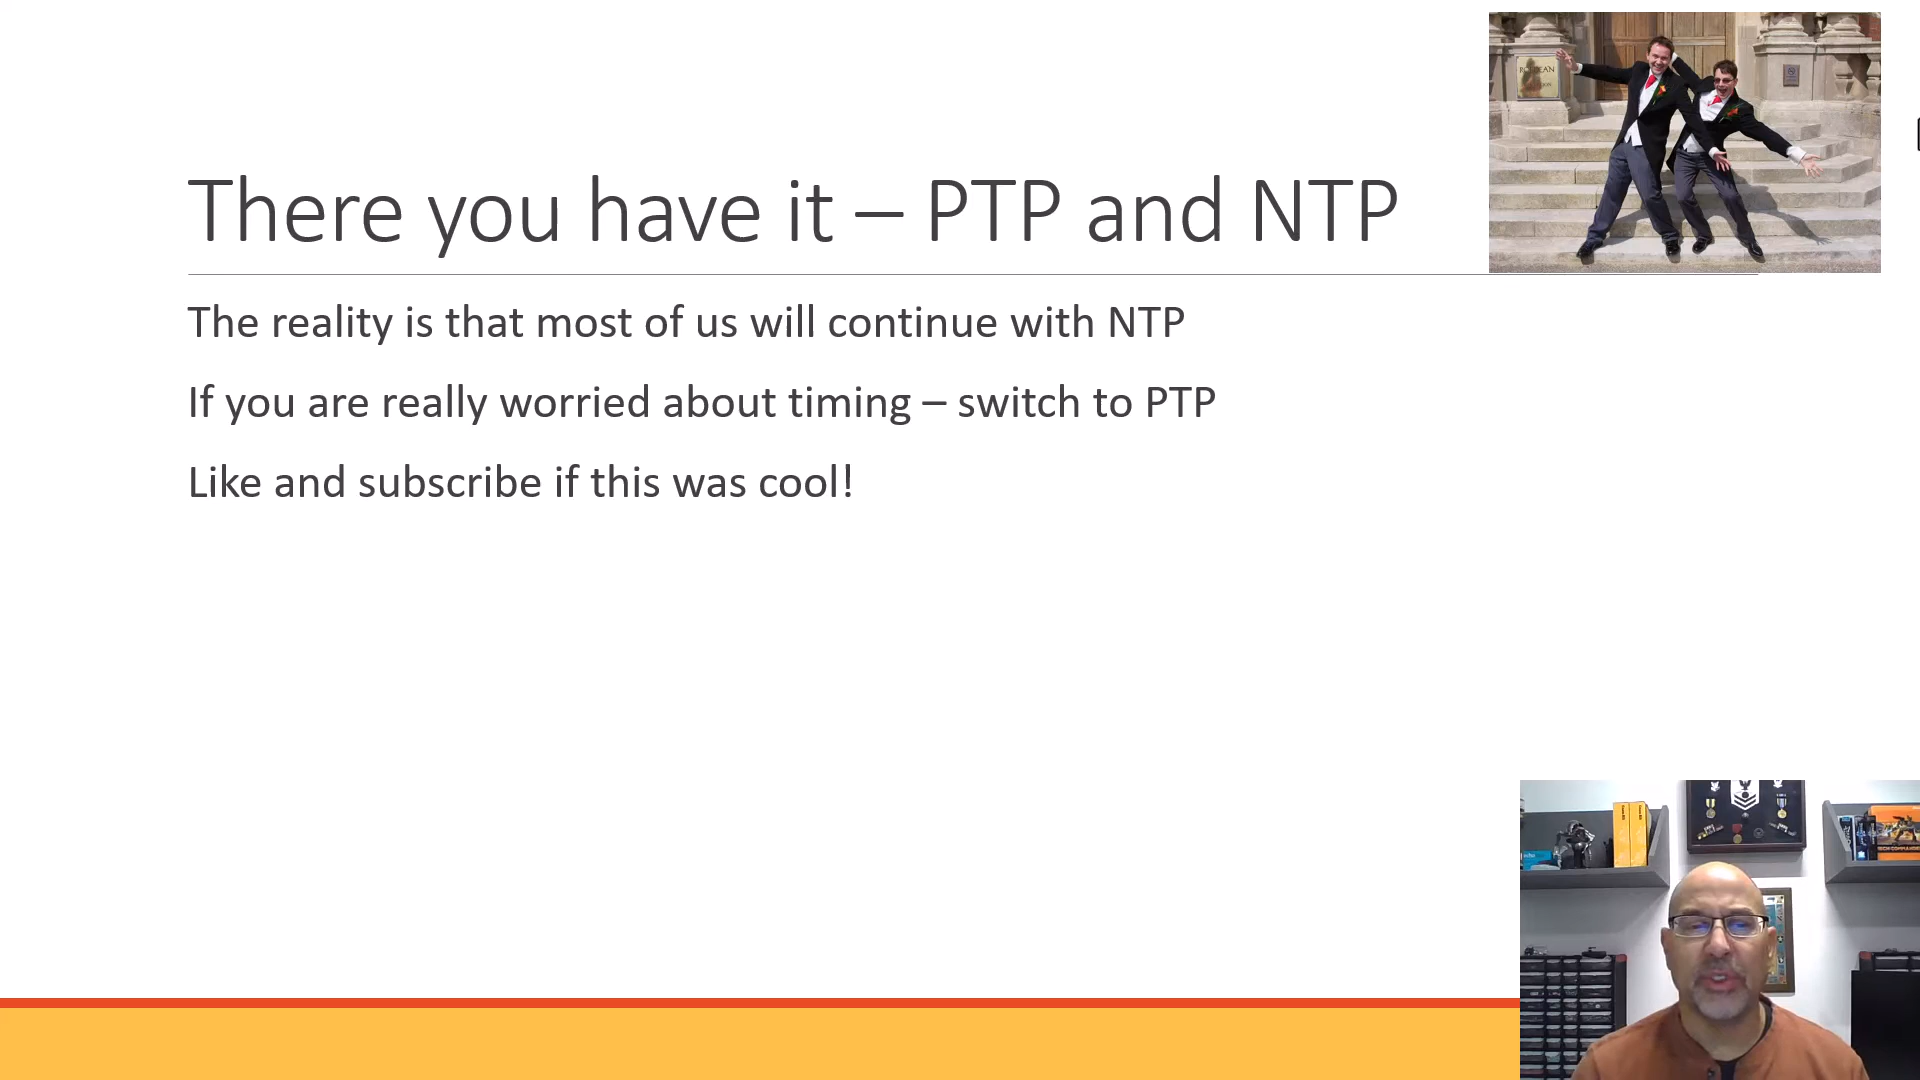 There you have it – PTP and NTP
The reality is that most of us will continue with NTP
If you are really worried about timing – switch to PTP
Like and subscribe if this was cool!